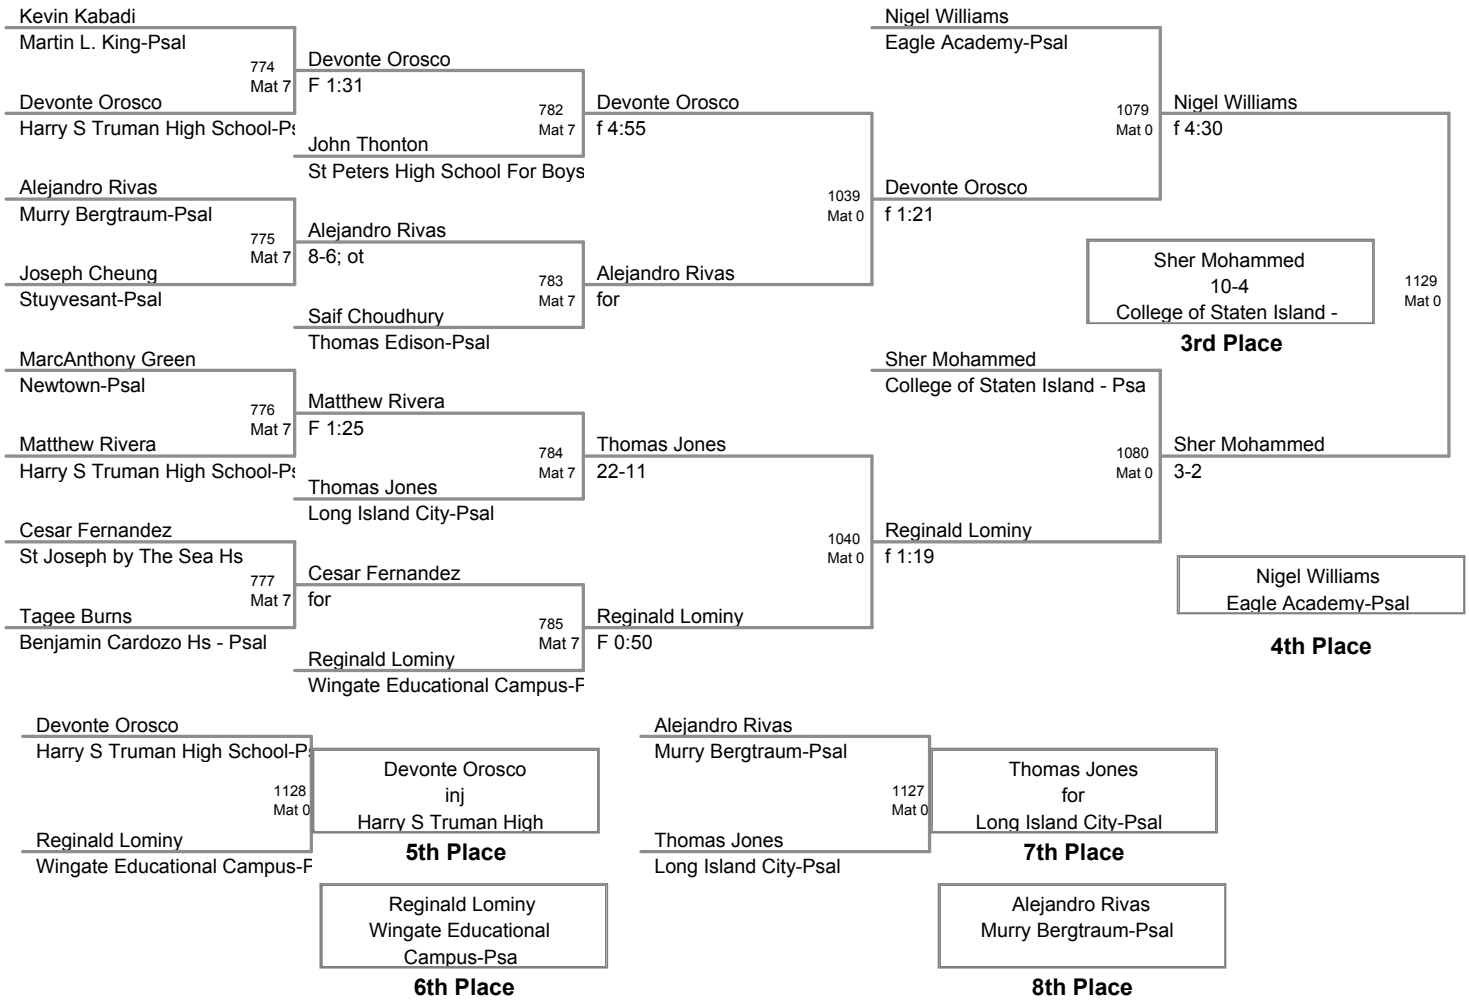 Kevin Kabadi
Martin L. King-Psal
774
Mat 7
Devonte Orosco
Harry S Truman High School-Ps
Alejandro Rivas
Murry Bergtraum-Psal
775
Mat 7
Joseph Cheung
Stuyvesant-Psal
MarcAnthony Green
Newtown-Psal
776
Mat 7
Matthew Rivera
Harry S Truman High School-Ps
Cesar Fernandez
St Joseph by The Sea Hs
777
Mat 7
Tagee Burns
Benjamin Cardozo Hs - Psal
Devonte Orosco
F 1:31
782
Mat 7
John Thonton
St Peters High School For Boys
Alejandro Rivas
8-6; ot
783
Mat 7
Saif Choudhury
Thomas Edison-Psal
Matthew Rivera
F 1:25
784
Mat 7
Thomas Jones
Long Island City-Psal
Cesar Fernandez
for
785
Mat 7
Reginald Lominy
Wingate Educational Campus-P
Devonte Orosco
f 4:55
1039
Mat 0
Alejandro Rivas
for
Thomas Jones
22-11
1040
Mat 0
Reginald Lominy
F 0:50
Nigel Williams
Eagle Academy-Psal
1079
Mat 0
Devonte Orosco
f 1:21
Sher Mohammed
College of Staten Island - Psa
1080
Mat 0
Reginald Lominy
f 1:19
Nigel Williams
f 4:30
1129
Mat 0
Sher Mohammed
3-2
Sher Mohammed
10-4
College of Staten Island -
3rd Place
Nigel Williams
Eagle Academy-Psal
4th Place
Devonte Orosco
Harry S Truman High School-Ps
1128
Mat 0
Reginald Lominy
Wingate Educational Campus-P
Devonte Orosco
inj
Harry S Truman High
5th Place
Reginald Lominy
Wingate Educational
Campus-Psa
6th Place
Alejandro Rivas
Murry Bergtraum-Psal
1127
Mat 0
Thomas Jones
Long Island City-Psal
Thomas Jones
for
Long Island City-Psal
7th Place
Alejandro Rivas
Murry Bergtraum-Psal
8th Place